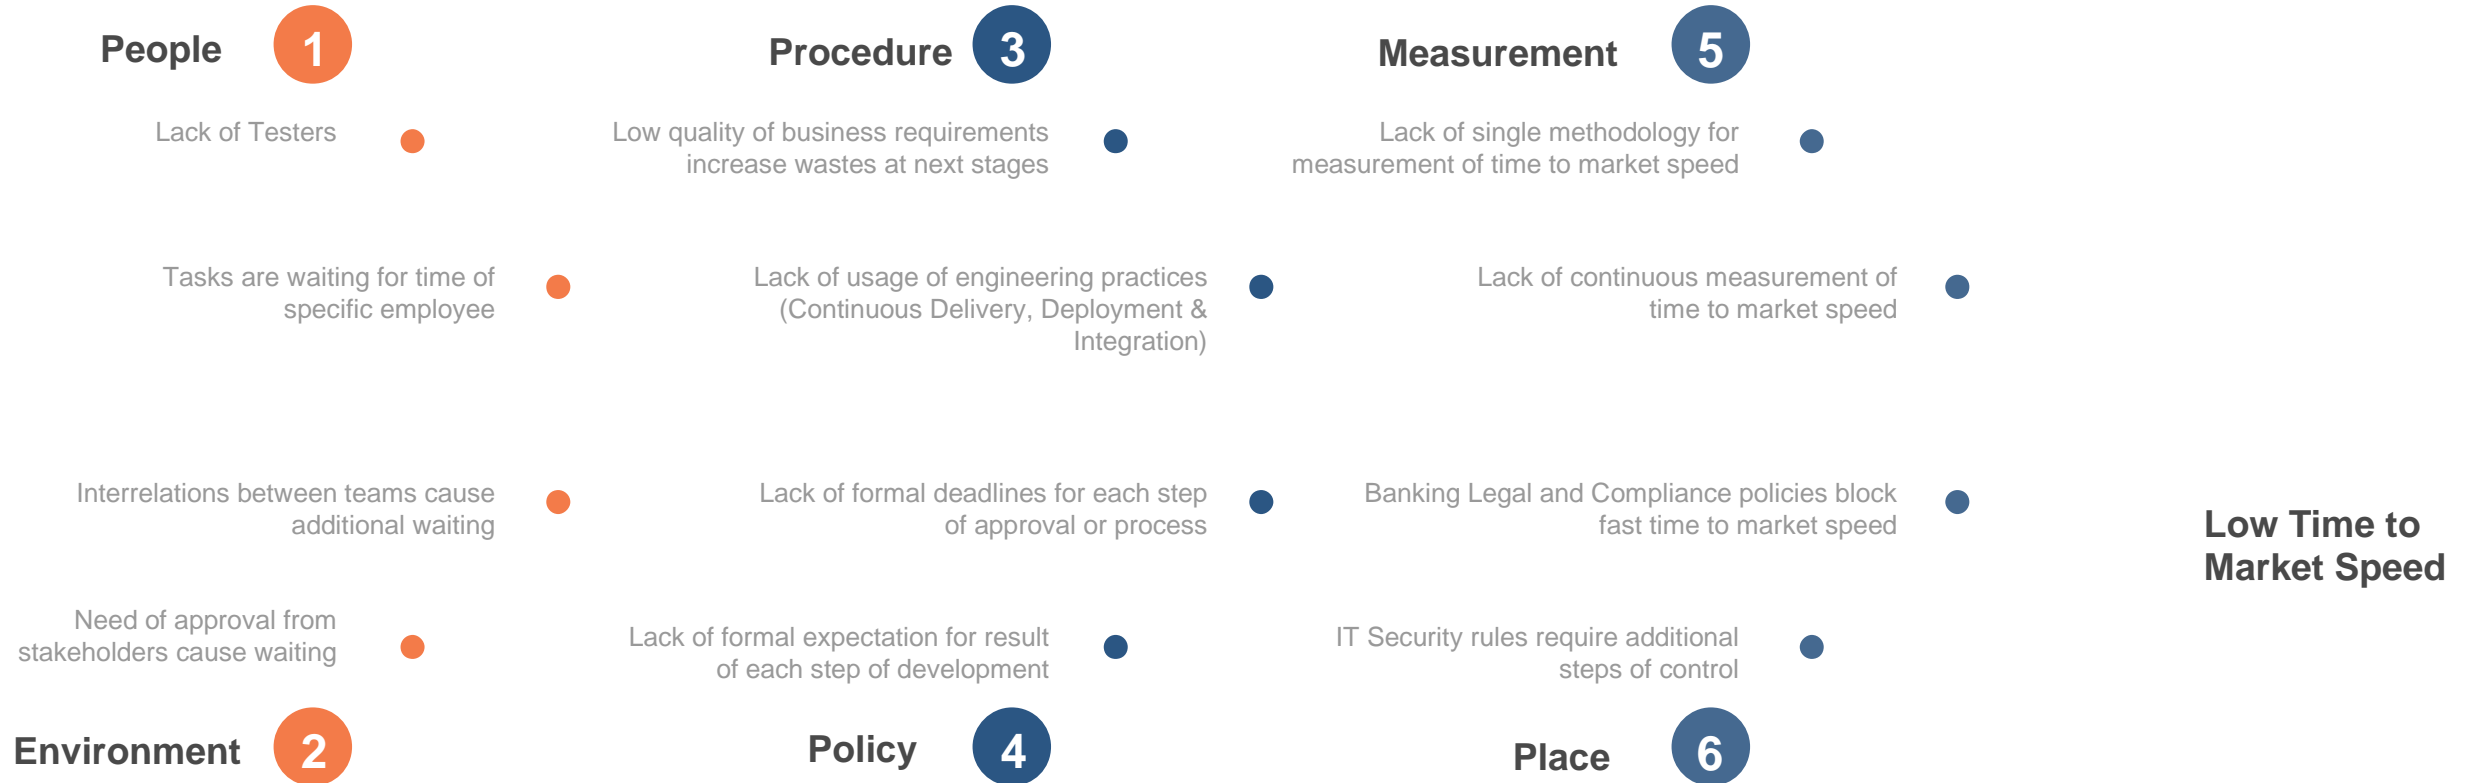 People
1
Lack of Testers
Tasks are waiting for time of
specific employee
Procedure
3
Low quality of business requirements
increase wastes at next stages
Lack of usage of engineering practices
(Continuous Delivery, Deployment &
Integration)
Measurement
5
Lack of single methodology for
measurement of time to market speed
Lack of continuous measurement of
time to market speed
Interrelations between teams cause
additional waiting
Need of approval from
stakeholders cause waiting
Environment
2
Lack of formal deadlines for each step
of approval or process
Lack of formal expectation for result
of each step of development
Policy
4
Banking Legal and Compliance policies block
fast time to market speed
IT Security rules require additional
steps of control
Place
6
Low Time to
Market Speed